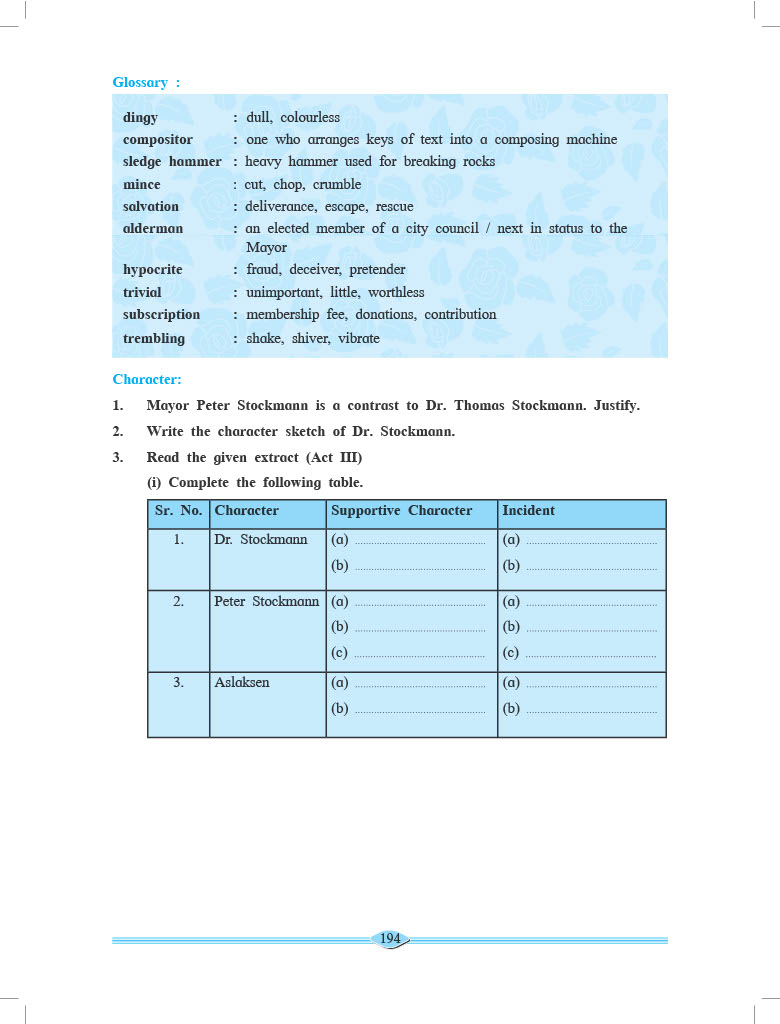 Glossary :
dingy : dull, colourless
compositor : one who arranges keys of text into a composing machine
sledge hammer : heavy hammer used for breaking rocks
mince : cut, chop, crumble
salvation : deliverance, escape, rescue
alderman : an elected member of a city council / next in status to the
Mayor
hypocrite : fraud, deceiver, pretender
trivial : unimportant, little, worthless
subscription : membership fee, donations, contribution
trembling : shake, shiver, vibrate
Character:
1. Mayor Peter Stockmann is a contrast to Dr. Thomas Stockmann. Justify.
2. Write the character sketch of Dr. Stockmann.
3. Read the given extract (Act III)
(i) Complete the following table.
Sr. No. Character Supportive Character Incident
1. Dr. Stockmann (a) .................................................. (a) ..................................................
(b) .................................................. (b) ..................................................
2. Peter Stockmann (a) .................................................. (a) ..................................................
(b) .................................................. (b) ..................................................
(c) .................................................. (c) ..................................................
3. Aslaksen (a) .................................................. (a) ..................................................
(b) .................................................. (b) ..................................................
194